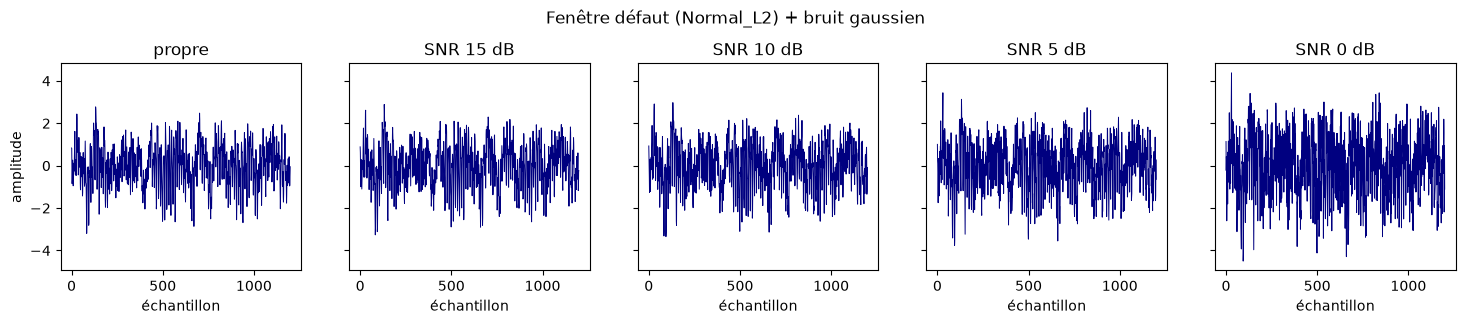 Fenêtre défaut (Normal_L2) + bruit gaussien
propre
SNR 15 dB
SNR 10 dB
SNR 5 dB
SNR 0 dB
amplitude
4
2
0
−2
−4
0 500 1000
0 500 1000
0 500 1000
0 500 1000
0 500 1000
échantillon
échantillon
échantillon
échantillon
échantillon